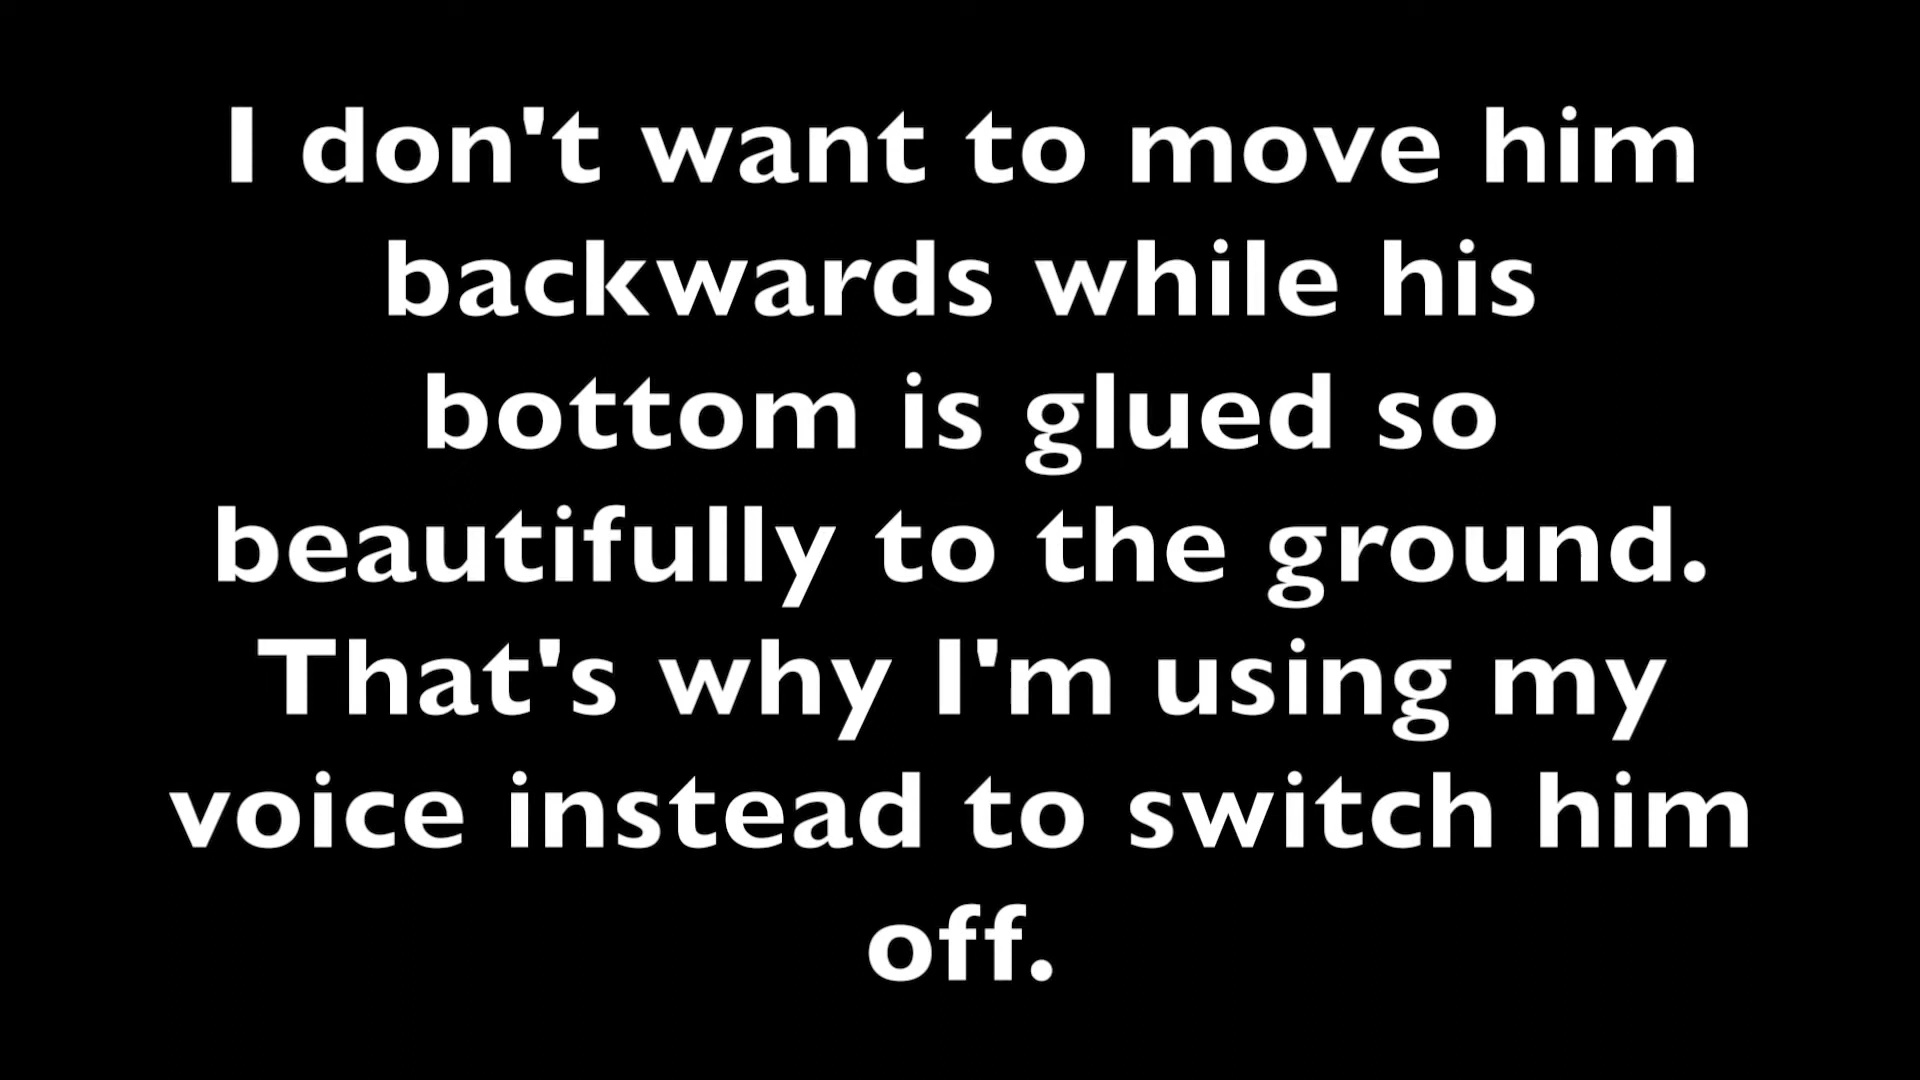 I don't want to move him
backwards while his
bottom is glued so
beautifully to the ground.
That's why I'm using my
voice instead to switch him
off.